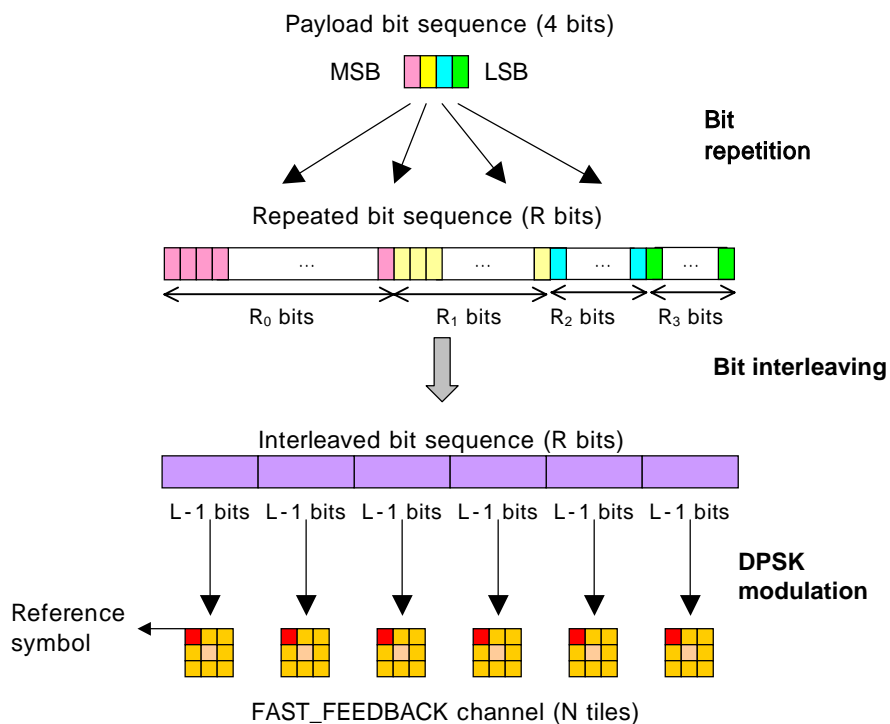 Payload bit sequence (4 bits)
MSB LSB
Bit
repetition
Repeated bit sequence (R bits)
... ... ... ...
R0 bits R1 bits R2 bits R3 bits
Bit interleaving
Interleaved bit sequence (R bits)
L-1 bits L-1 bits L-1 bits L-1 bits L-1 bits L-1 bits
DPSK
modulation
Reference
symbol
FAST_FEEDBACK channel (N tiles)